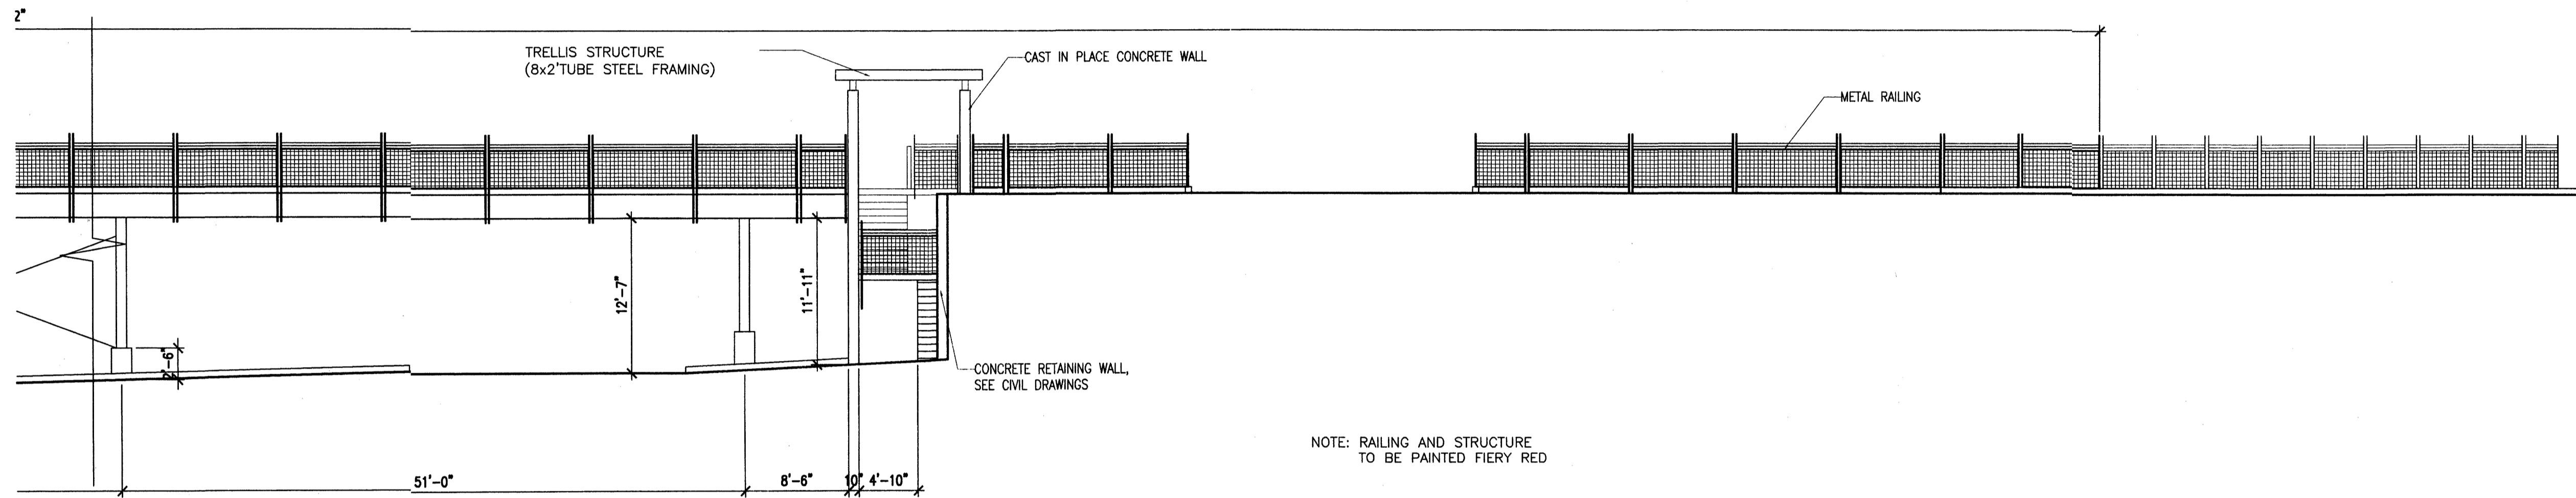 2"
TRELLIS STRUCTURE
(8x2'TUBE STEEL FRAMING)
CAST IN PLACE CONCRETE WALL
METAL RAILING
12'-7"
11'-11"
CONCRETE RETAINING WALL,
SEE CIVIL DRAWINGS
NOTE: RAILING AND STRUCTURE
TO BE PAINTED FIERY RED
51'-0"
8'-6"
10"
4'-10"